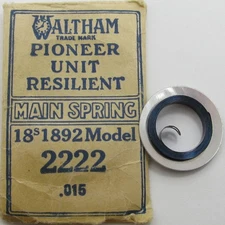 WALTHAM
TRADE MARK
PIONEER
UNIT
RESILIENT
MAIN SPRING
18s 1892 Model
2222
.015